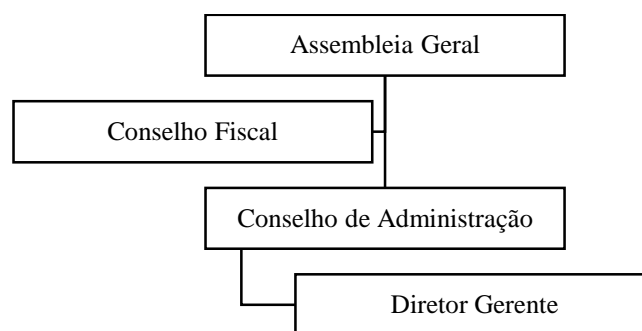 Assembleia Geral
Conselho Fiscal
Conselho de Administração
Diretor Gerente